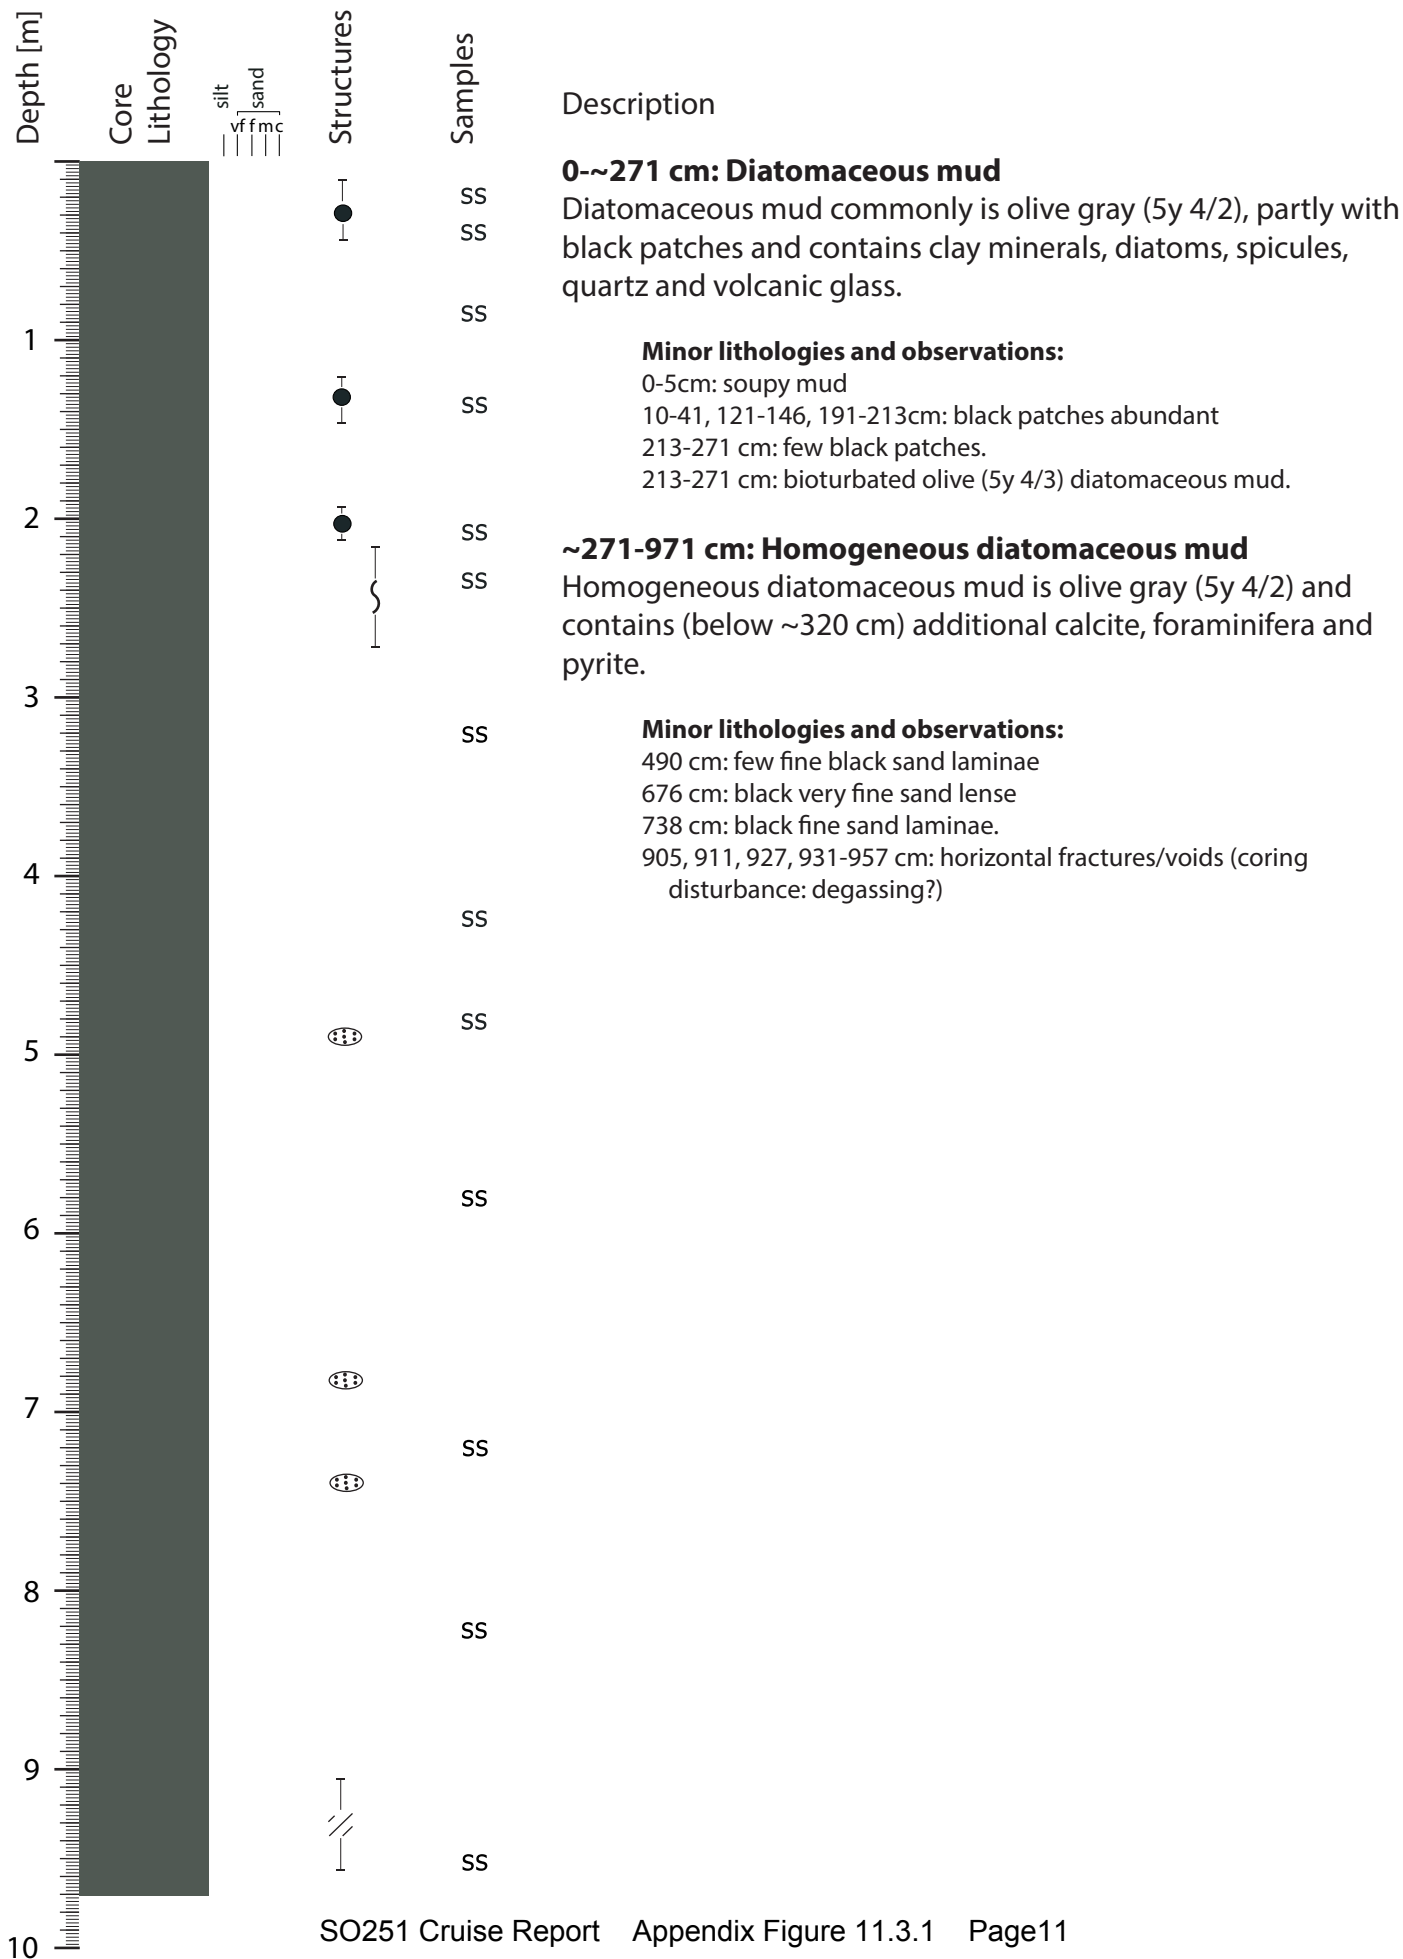 Depth [m]
Core
Lithology
silt
sand
vf f m c
Structures
Samples
Description
0-~271 cm: Diatomaceous mud
Diatomaceous mud commonly is olive gray (5y 4/2), partly with
black patches and contains clay minerals, diatoms, spicules,
quartz and volcanic glass.
Minor lithologies and observations:
0-5cm: soupy mud
10-41, 121-146, 191-213cm: black patches abundant
213-271 cm: few black patches.
213-271 cm: bioturbated olive (5y 4/3) diatomaceous mud.
~271-971 cm: Homogeneous diatomaceous mud
Homogeneous diatomaceous mud is olive gray (5y 4/2) and
contains (below ~320 cm) additional calcite, foraminifera and
pyrite.
Minor lithologies and observations:
490 cm: few fine black sand laminae
676 cm: black very fine sand lense
738 cm: black fine sand laminae.
905, 911, 927, 931-957 cm: horizontal fractures/voids (coring
disturbance: degassing?)
1
2
3
4
5
6
7
8
9
10
SS
SS
SS
SS
SS
SS
SS
SS
SS
SS
SS
SS
SS
SO251 Cruise Report Appendix Figure 11.3.1 Page11